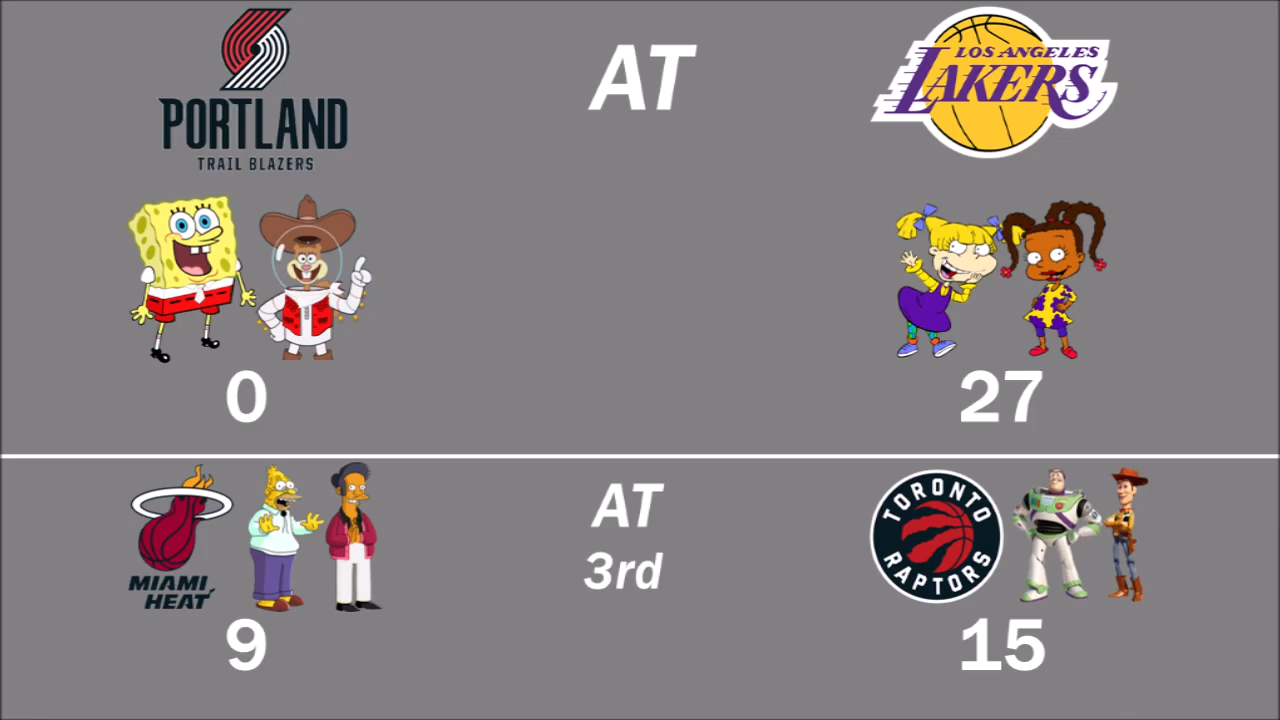 PORTLAND
TRAIL BLAZERS
AT
LOS ANGELES
LAKERS
0
27
MIAMI
HEAT
AT
3rd
TORONTO
RAPTORS
9
15